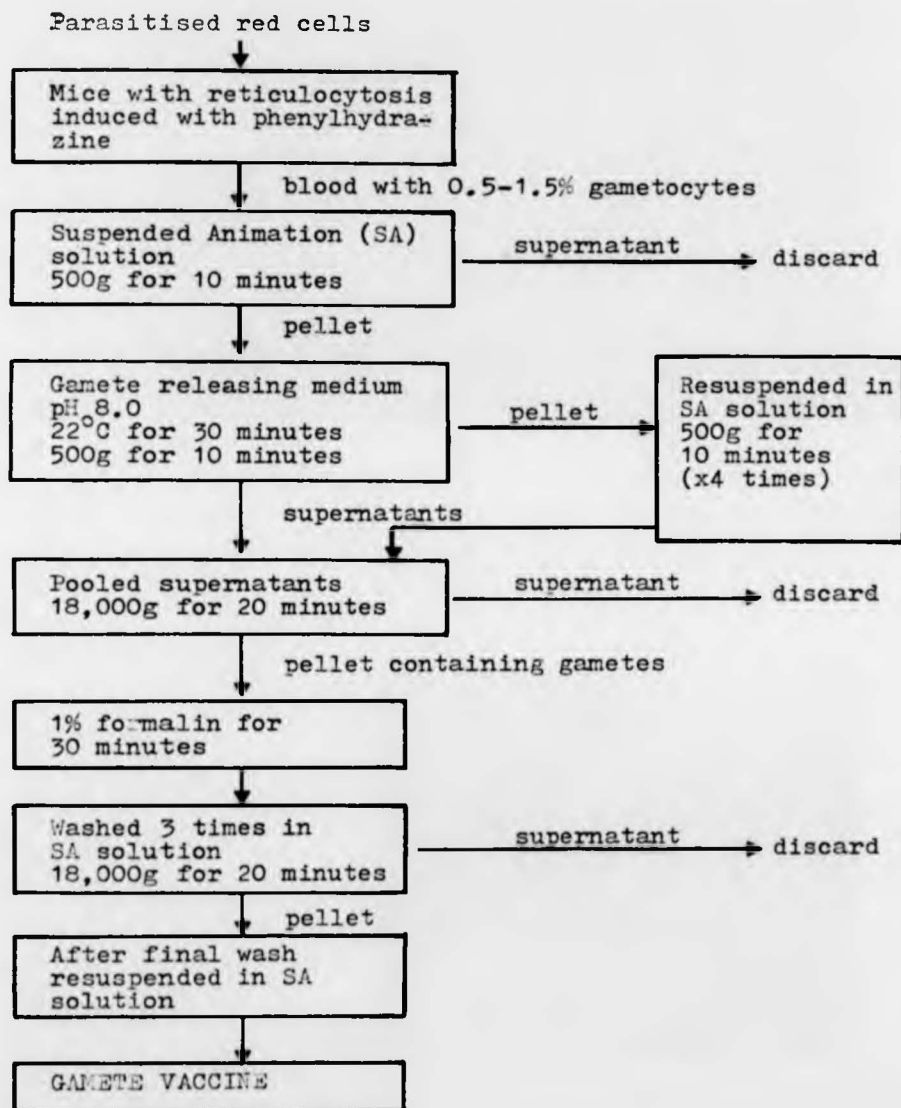 Parasitised red cells
Mice with reticulocytosis
induced with phenylhydra-
zine
blood with 0.5-1.5% gametocytes
Suspended Animation (SA)
solution
500g for 10 minutes
supernatant
discard
pellet
Gamete releasing medium
pH 8.0
22°C for 30 minutes
500g for 10 minutes
pellet
Resuspended in
SA solution
500g for
10 minutes
(x4 times)
supernatants
Pooled supernatants
18,000g for 20 minutes
supernatant
discard
pellet containing gametes
1% formalin for
30 minutes
Washed 3 times in
SA solution
18,000g for 20 minutes
supernatant
discard
pellet
After final wash
resuspended in SA
solution
GAMETE VACCINE